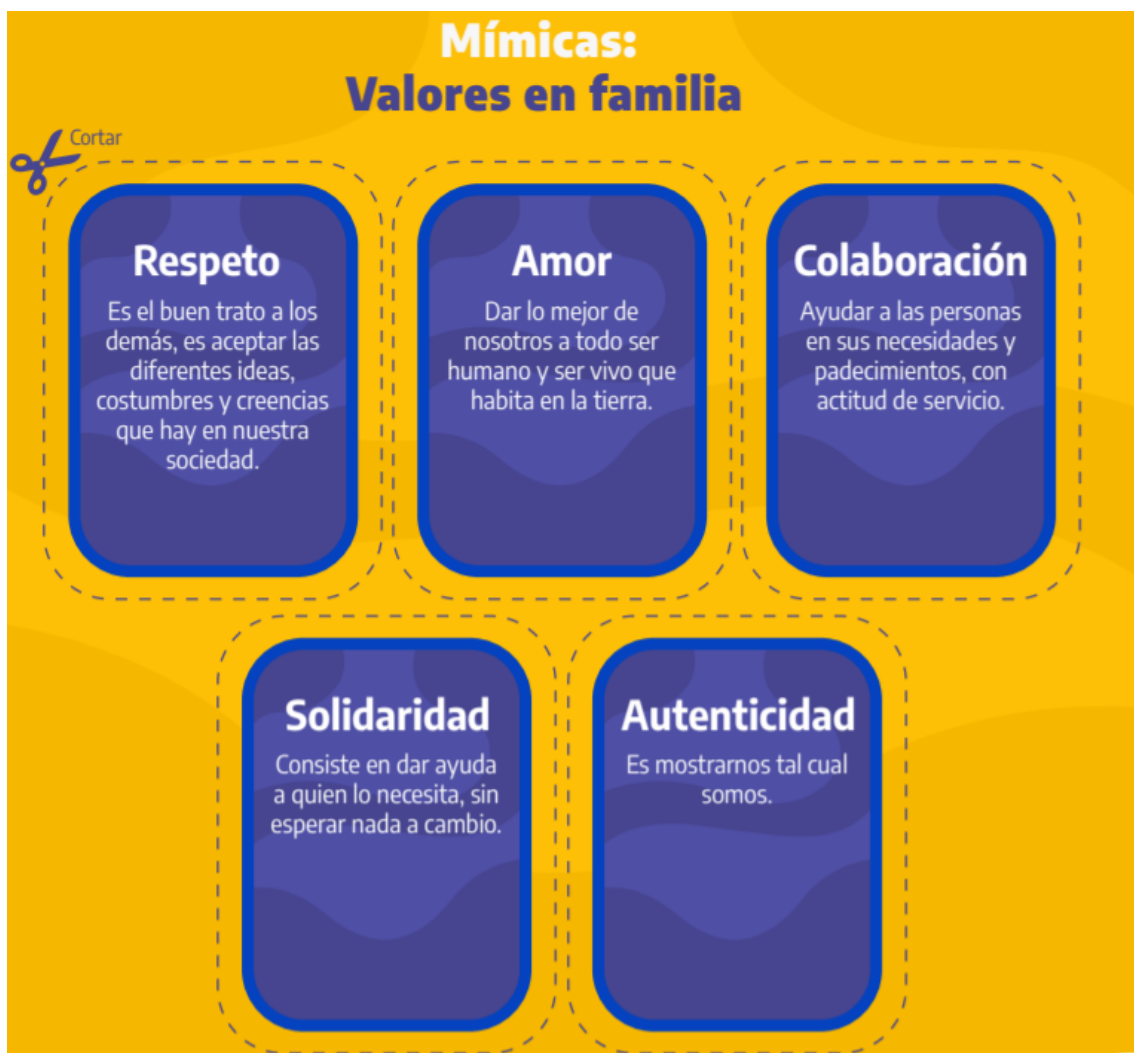 Mímicas:
Valores en familia
Cortar
Respeto
Es el buen trato a los
demás, es aceptar las
diferentes ideas,
costumbres y creencias
que hay en nuestra
sociedad.
Amor
Dar lo mejor de
nosotros a todo ser
humano y ser vivo que
habita en la tierra.
Colaboración
Ayudar a las personas
en sus necesidades y
padecimientos, con
actitud de servicio.
Solidaridad
Consiste en dar ayuda
a quien lo necesita, sin
esperar nada a cambio.
Autenticidad
Es mostrarnos tal cual
somos.